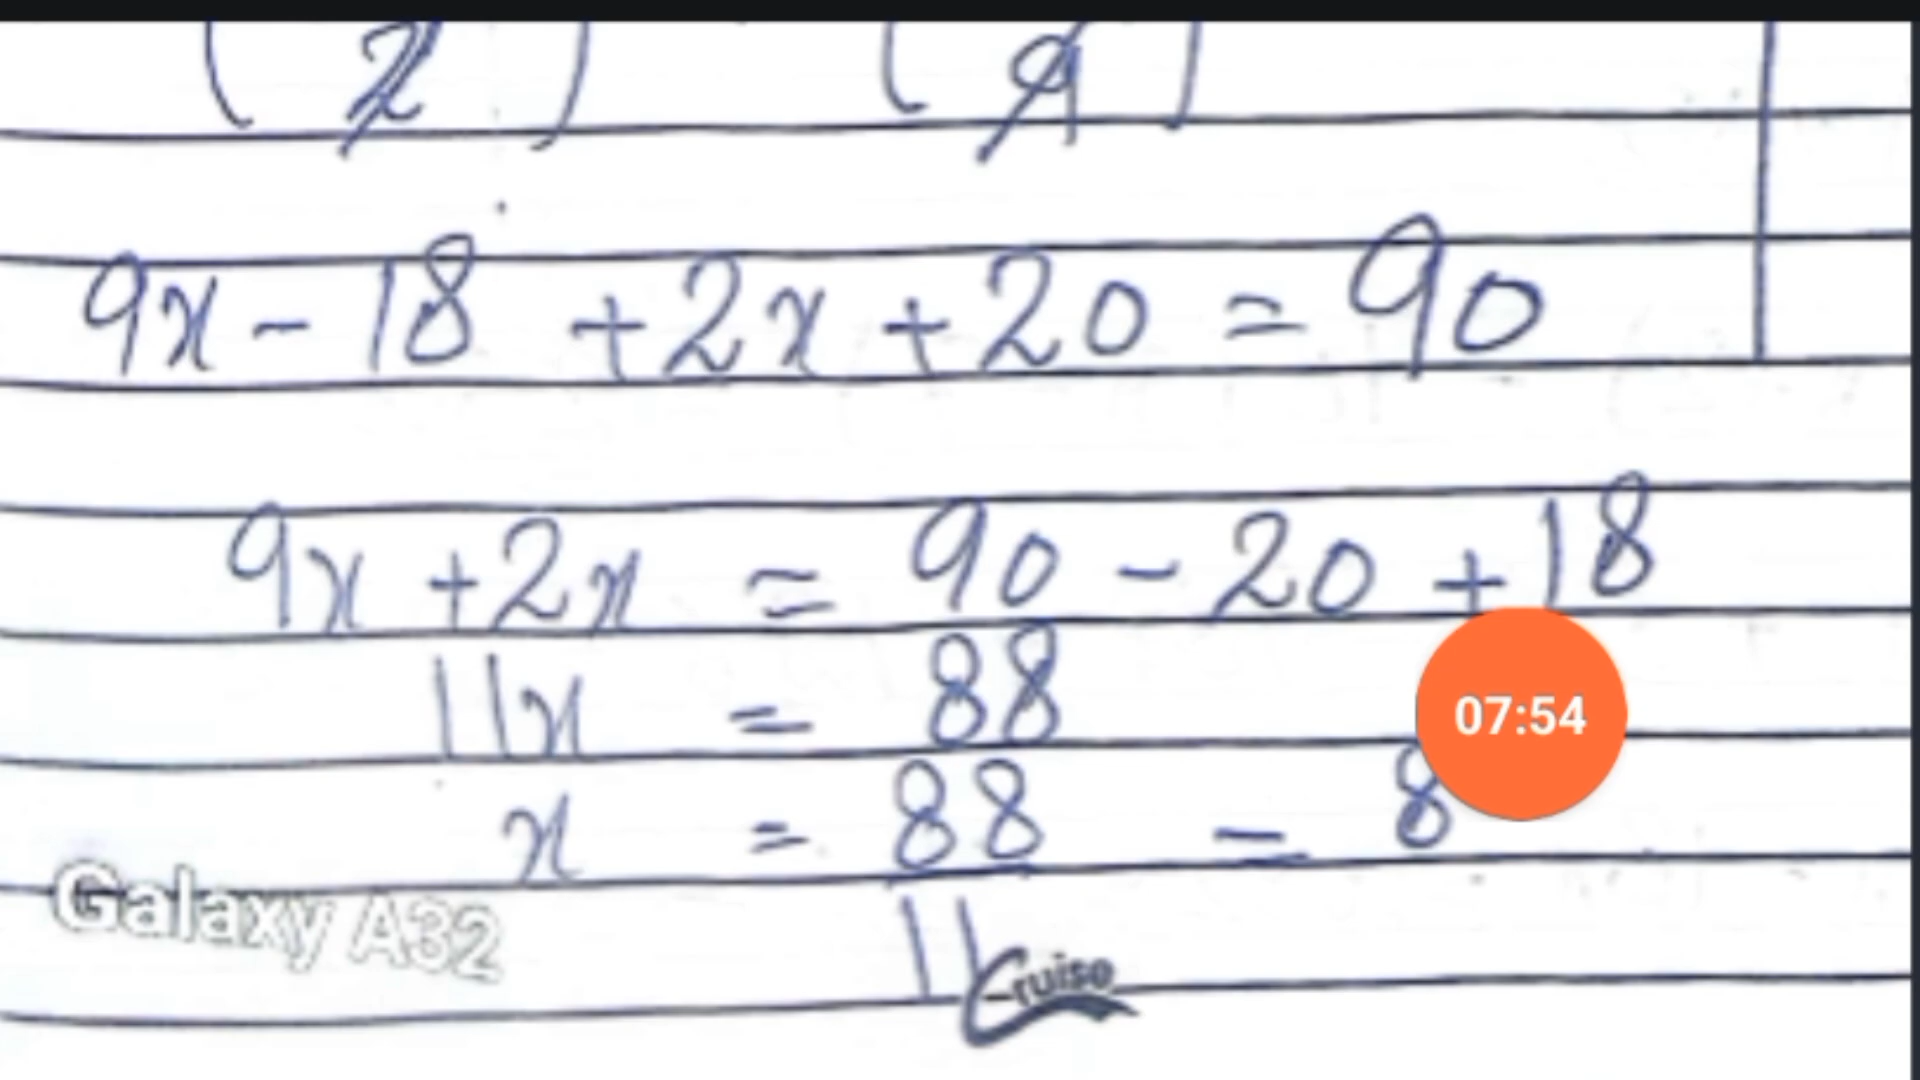 ( 2 ) ( 9 )
9x - 18 + 2x + 20 = 90
9x + 2x = 90 - 20 + 18
11x = 88
07:54
x = 88 - 8
11
Galaxy A32
Cruise